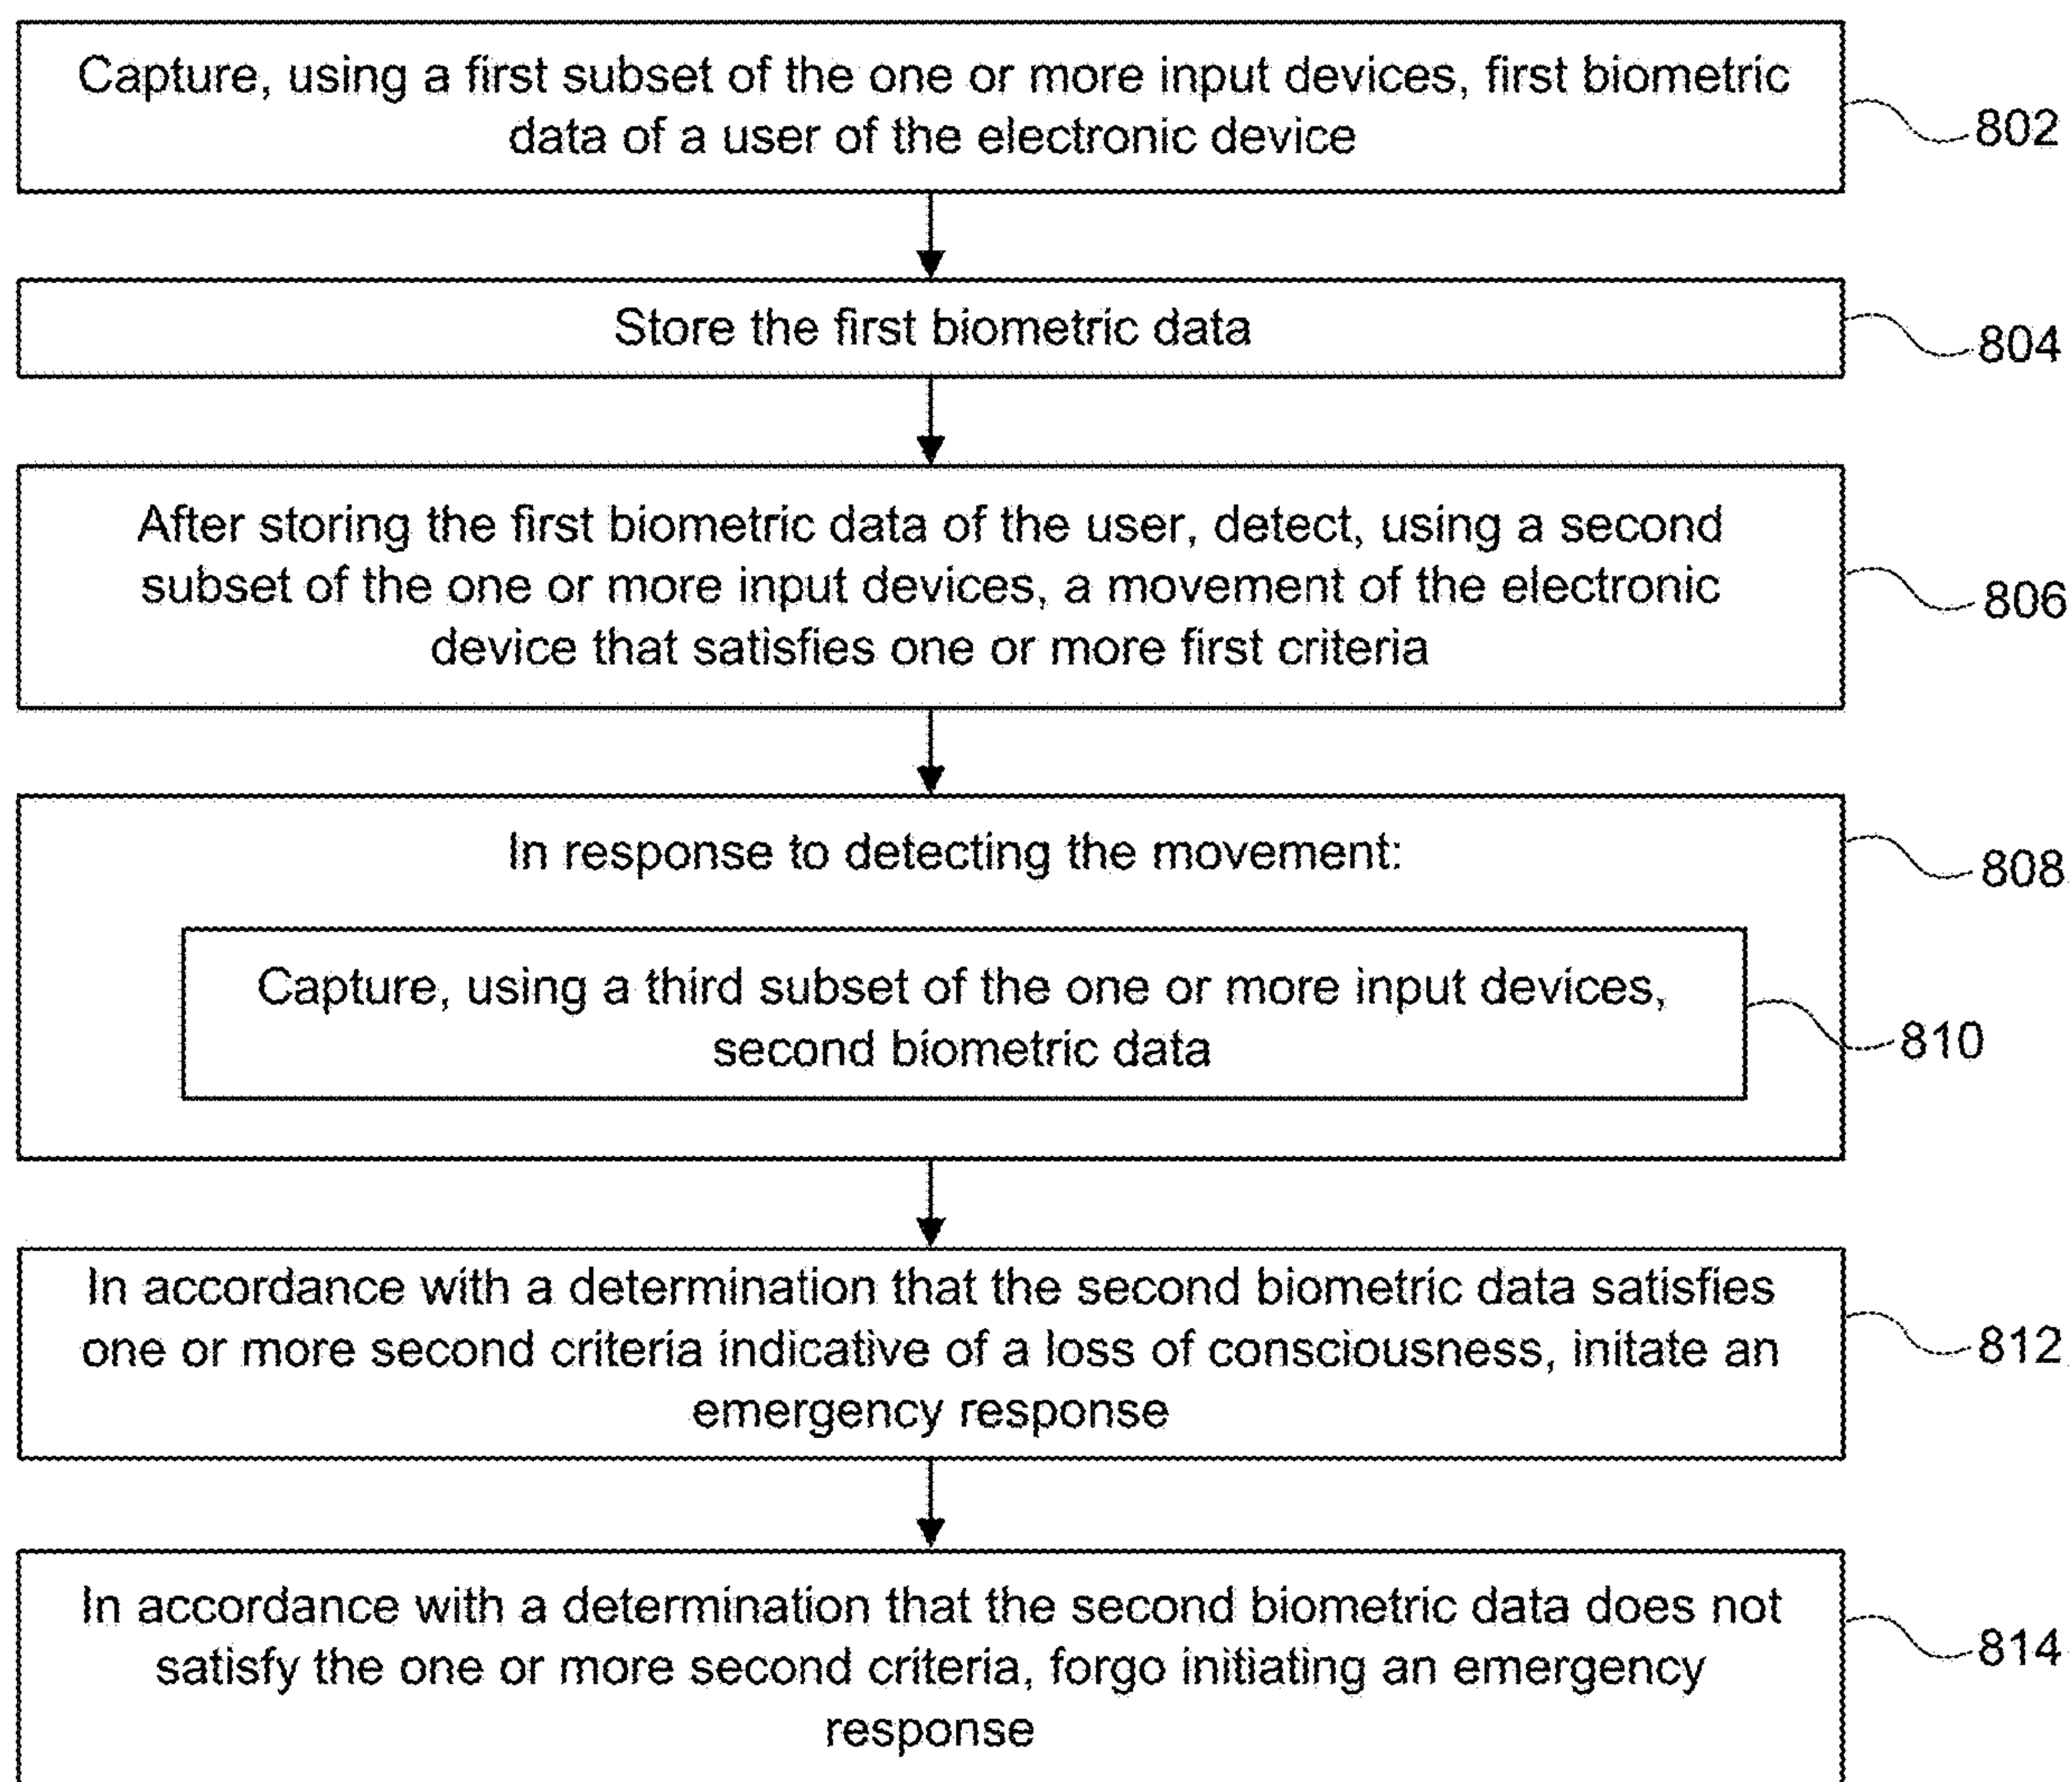 Capture, using a first subset of the one or more input devices, first biometric
data of a user of the electronic device
802
Store the first biometric data
804
After storing the first biometric data of the user, detect, using a second
subset of the one or more input devices, a movement of the electronic
device that satisfies one or more first criteria
806
In response to detecting the movement:
808
Capture, using a third subset of the one or more input devices,
second biometric data
810
In accordance with a determination that the second biometric data satisfies
one or more second criteria indicative of a loss of consciousness, initate an
emergency response
812
In accordance with a determination that the second biometric data does not
satisfy the one or more second criteria, forgo initiating an emergency
response
814